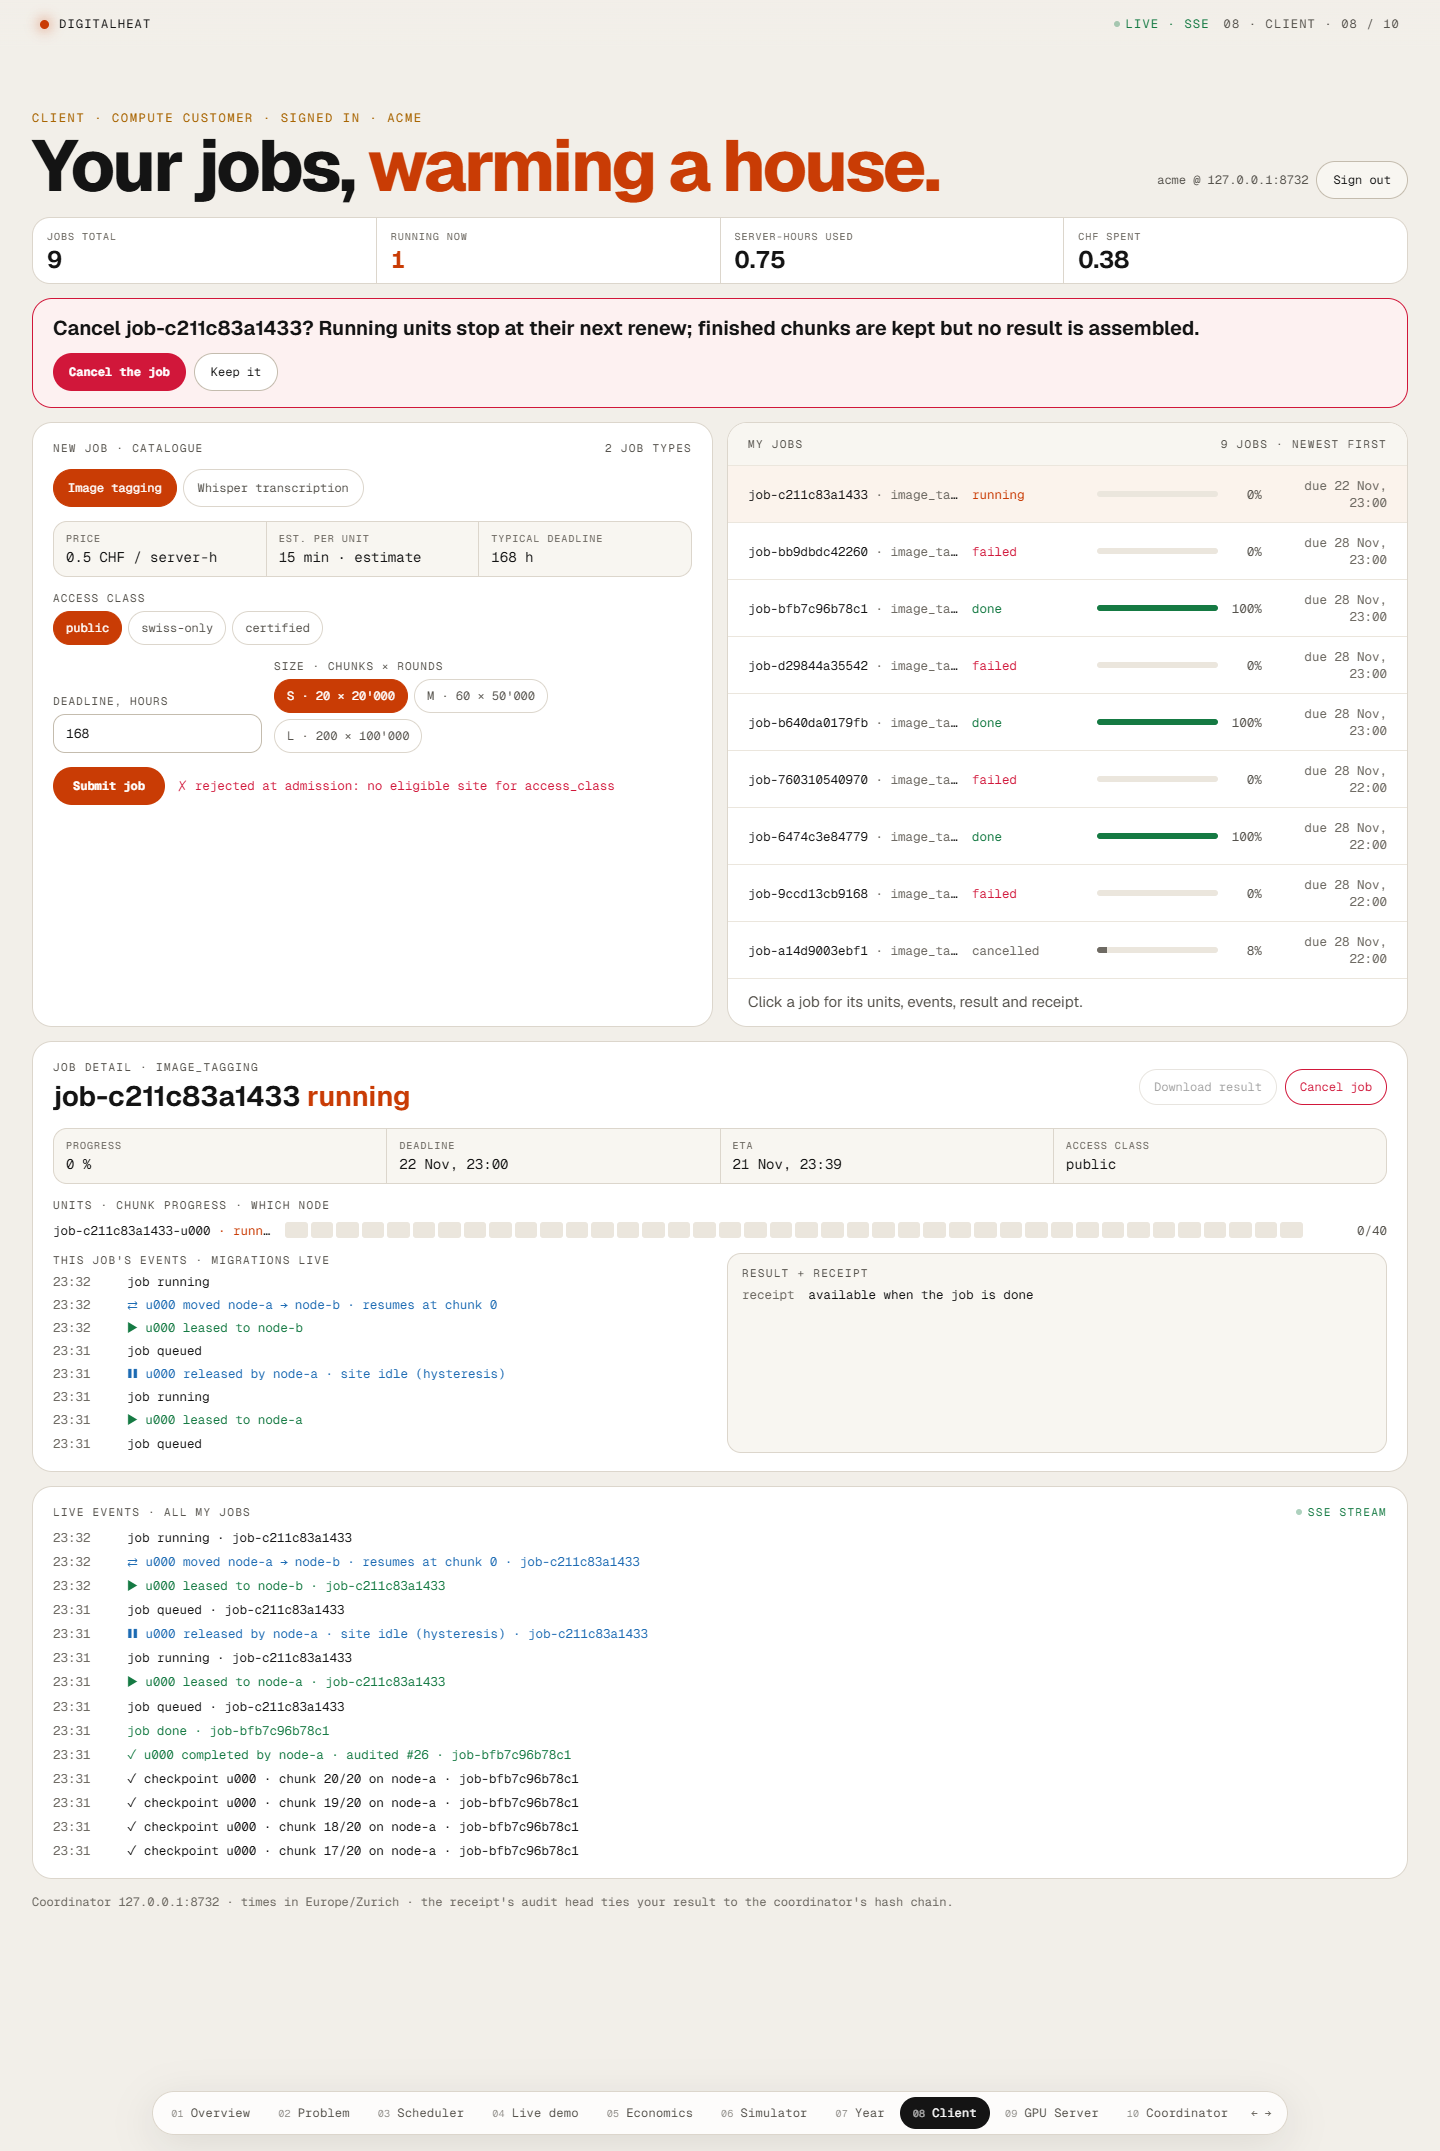 DIGITALHEAT
LIVE · SSE 08 · CLIENT · 08 / 10
CLIENT · COMPUTE CUSTOMER · SIGNED IN · ACME
Your jobs, warming a house.
acme @ 127.0.0.1:8732 Sign out
JOBS TOTAL
9
RUNNING NOW
1
SERVER-HOURS USED
0.75
CHF SPENT
0.38
Cancel job-c211c83a1433? Running units stop at their next renew; finished chunks are kept but no result is assembled.
Cancel the job Keep it
NEW JOB · CATALOGUE 2 JOB TYPES
Image tagging Whisper transcription
PRICE
0.5 CHF / server-h
EST. PER UNIT
15 min · estimate
TYPICAL DEADLINE
168 h
ACCESS CLASS
public swiss-only certified
DEADLINE, HOURS
168
SIZE · CHUNKS × ROUNDS
S · 20 × 20'000 M · 60 × 50'000
L · 200 × 100'000
Submit job ✗ rejected at admission: no eligible site for access_class
MY JOBS 9 JOBS · NEWEST FIRST
job-c211c83a1433 · image_ta… running 0% due 22 Nov,
23:00
job-bb9dbdc42260 · image_ta… failed 0% due 28 Nov,
23:00
job-bfb7c96b78c1 · image_ta… done 100% due 28 Nov,
23:00
job-d29844a35542 · image_ta… failed 0% due 28 Nov,
23:00
job-b640da0179fb · image_ta… done 100% due 28 Nov,
23:00
job-760310540970 · image_ta… failed 0% due 28 Nov,
22:00
job-6474c3e84779 · image_ta… done 100% due 28 Nov,
22:00
job-9ccd13cb9168 · image_ta… failed 0% due 28 Nov,
22:00
job-a14d9003ebf1 · image_ta… cancelled 8% due 28 Nov,
22:00
Click a job for its units, events, result and receipt.
JOB DETAIL · IMAGE_TAGGING
job-c211c83a1433 running
Download result Cancel job
PROGRESS
0 %
DEADLINE
22 Nov, 23:00
ETA
21 Nov, 23:39
ACCESS CLASS
public
UNITS · CHUNK PROGRESS · WHICH NODE
job-c211c83a1433-u000 · runn… 0/40
THIS JOB'S EVENTS · MIGRATIONS LIVE
23:32 job running
23:32 ⇄ u000 moved node-a → node-b · resumes at chunk 0
23:32 ▶ u000 leased to node-b
23:31 job queued
23:31 ⏸ u000 released by node-a · site idle (hysteresis)
23:31 job running
23:31 ▶ u000 leased to node-a
23:31 job queued
RESULT + RECEIPT
receipt available when the job is done
LIVE EVENTS · ALL MY JOBS SSE STREAM
23:32 job running · job-c211c83a1433
23:32 ⇄ u000 moved node-a → node-b · resumes at chunk 0 · job-c211c83a1433
23:32 ▶ u000 leased to node-b · job-c211c83a1433
23:31 job queued · job-c211c83a1433
23:31 ⏸ u000 released by node-a · site idle (hysteresis) · job-c211c83a1433
23:31 job running · job-c211c83a1433
23:31 ▶ u000 leased to node-a · job-c211c83a1433
23:31 job queued · job-c211c83a1433
23:31 job done · job-bfb7c96b78c1
23:31 ✓ u000 completed by node-a · audited #26 · job-bfb7c96b78c1
23:31 ✓ checkpoint u000 · chunk 20/20 on node-a · job-bfb7c96b78c1
23:31 ✓ checkpoint u000 · chunk 19/20 on node-a · job-bfb7c96b78c1
23:31 ✓ checkpoint u000 · chunk 18/20 on node-a · job-bfb7c96b78c1
23:31 ✓ checkpoint u000 · chunk 17/20 on node-a · job-bfb7c96b78c1
Coordinator 127.0.0.1:8732 · times in Europe/Zurich · the receipt's audit head ties your result to the coordinator's hash chain.
01 Overview 02 Problem 03 Scheduler 04 Live demo 05 Economics 06 Simulator 07 Year 08 Client 09 GPU Server 10 Coordinator ← →